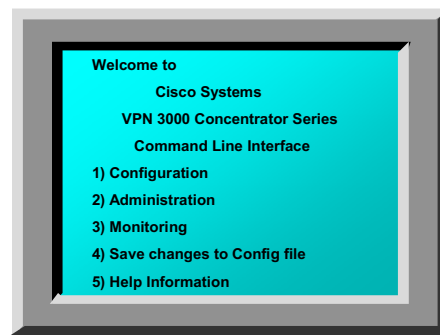 Welcome to
Cisco Systems
VPN 3000 Concentrator Series
Command Line Interface
1) Configuration
2) Administration
3) Monitoring
4) Save changes to Config file
5) Help Information